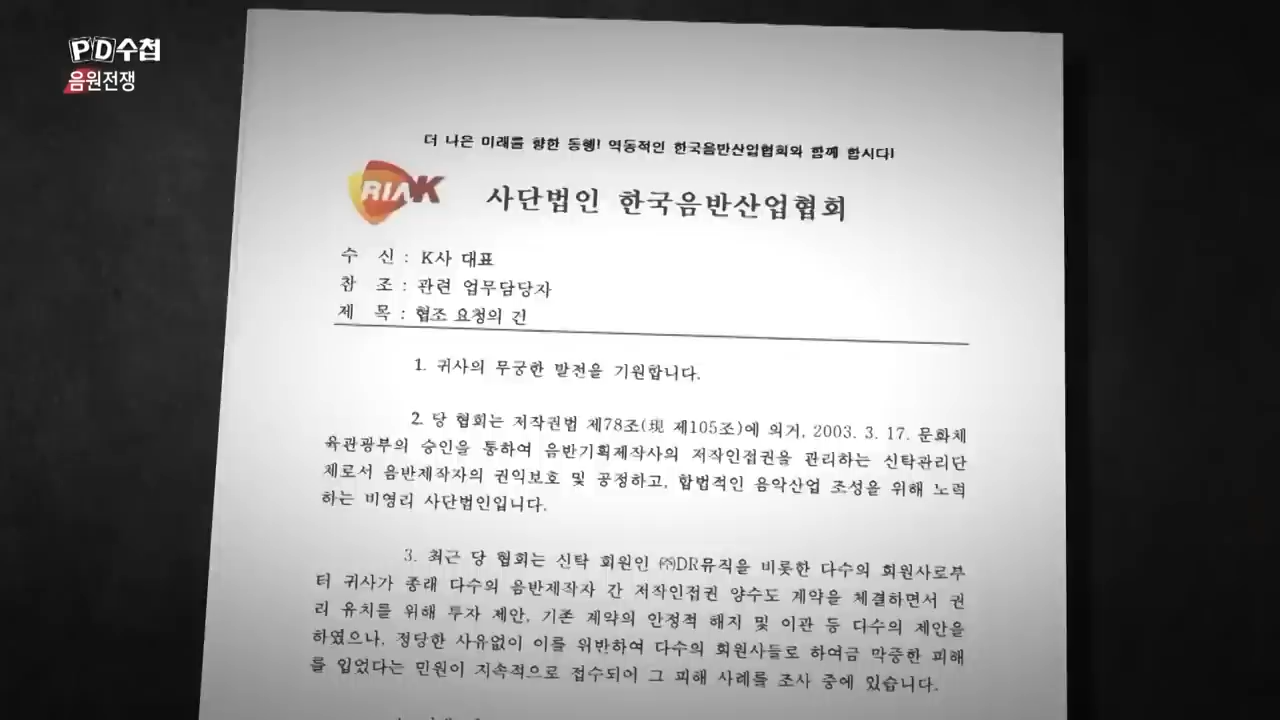 PD수첩
음원전쟁
더 나은 미래를 향한 동행! 역동적인 한국음반산업협회와 함께 합시다!
RIAK
사단법인 한국음반산업협회
수 신 : K사 대표
참 조 : 관련 업무담당자
제 목 : 협조 요청의 건
1. 귀사의 무궁한 발전을 기원합니다.
2. 당 협회는 저작권법 제78조(現 제105조)에 의거, 2003. 3. 17. 문화체
육관광부의 승인을 통하여 음반기획제작사의 저작인접권을 관리하는 신탁관리단
체로서 음반제작자의 권익보호 및 공정하고, 합법적인 음악산업 조성을 위해 노력
하는 비영리 사단법인입니다.
3. 최근 당 협회는 신탁 회원인 ㈜DR뮤직을 비롯한 다수의 회원사로부
터 귀사가 종래 다수의 음반제작자 간 저작인접권 양수도 계약을 체결하면서 권
리 유치를 위해 투자 제안, 기존 계약의 안정적 해지 및 이관 등 다수의 제안을
하였으나, 정당한 사유없이 이를 위반하여 다수의 회원사들로 하여금 막중한 피해
를 입었다는 민원이 지속적으로 접수되어 그 피해 사례를 조사 중에 있습니다.